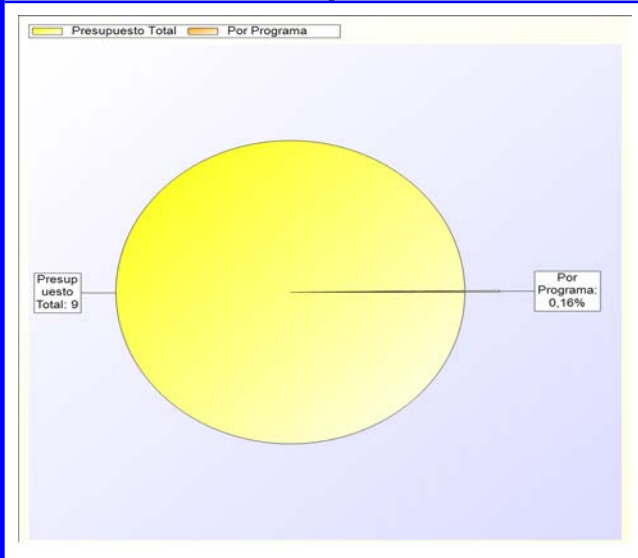 Presupuesto Total Por Programa
Presup
uesto
Total: 9
Por
Programa:
0,16%